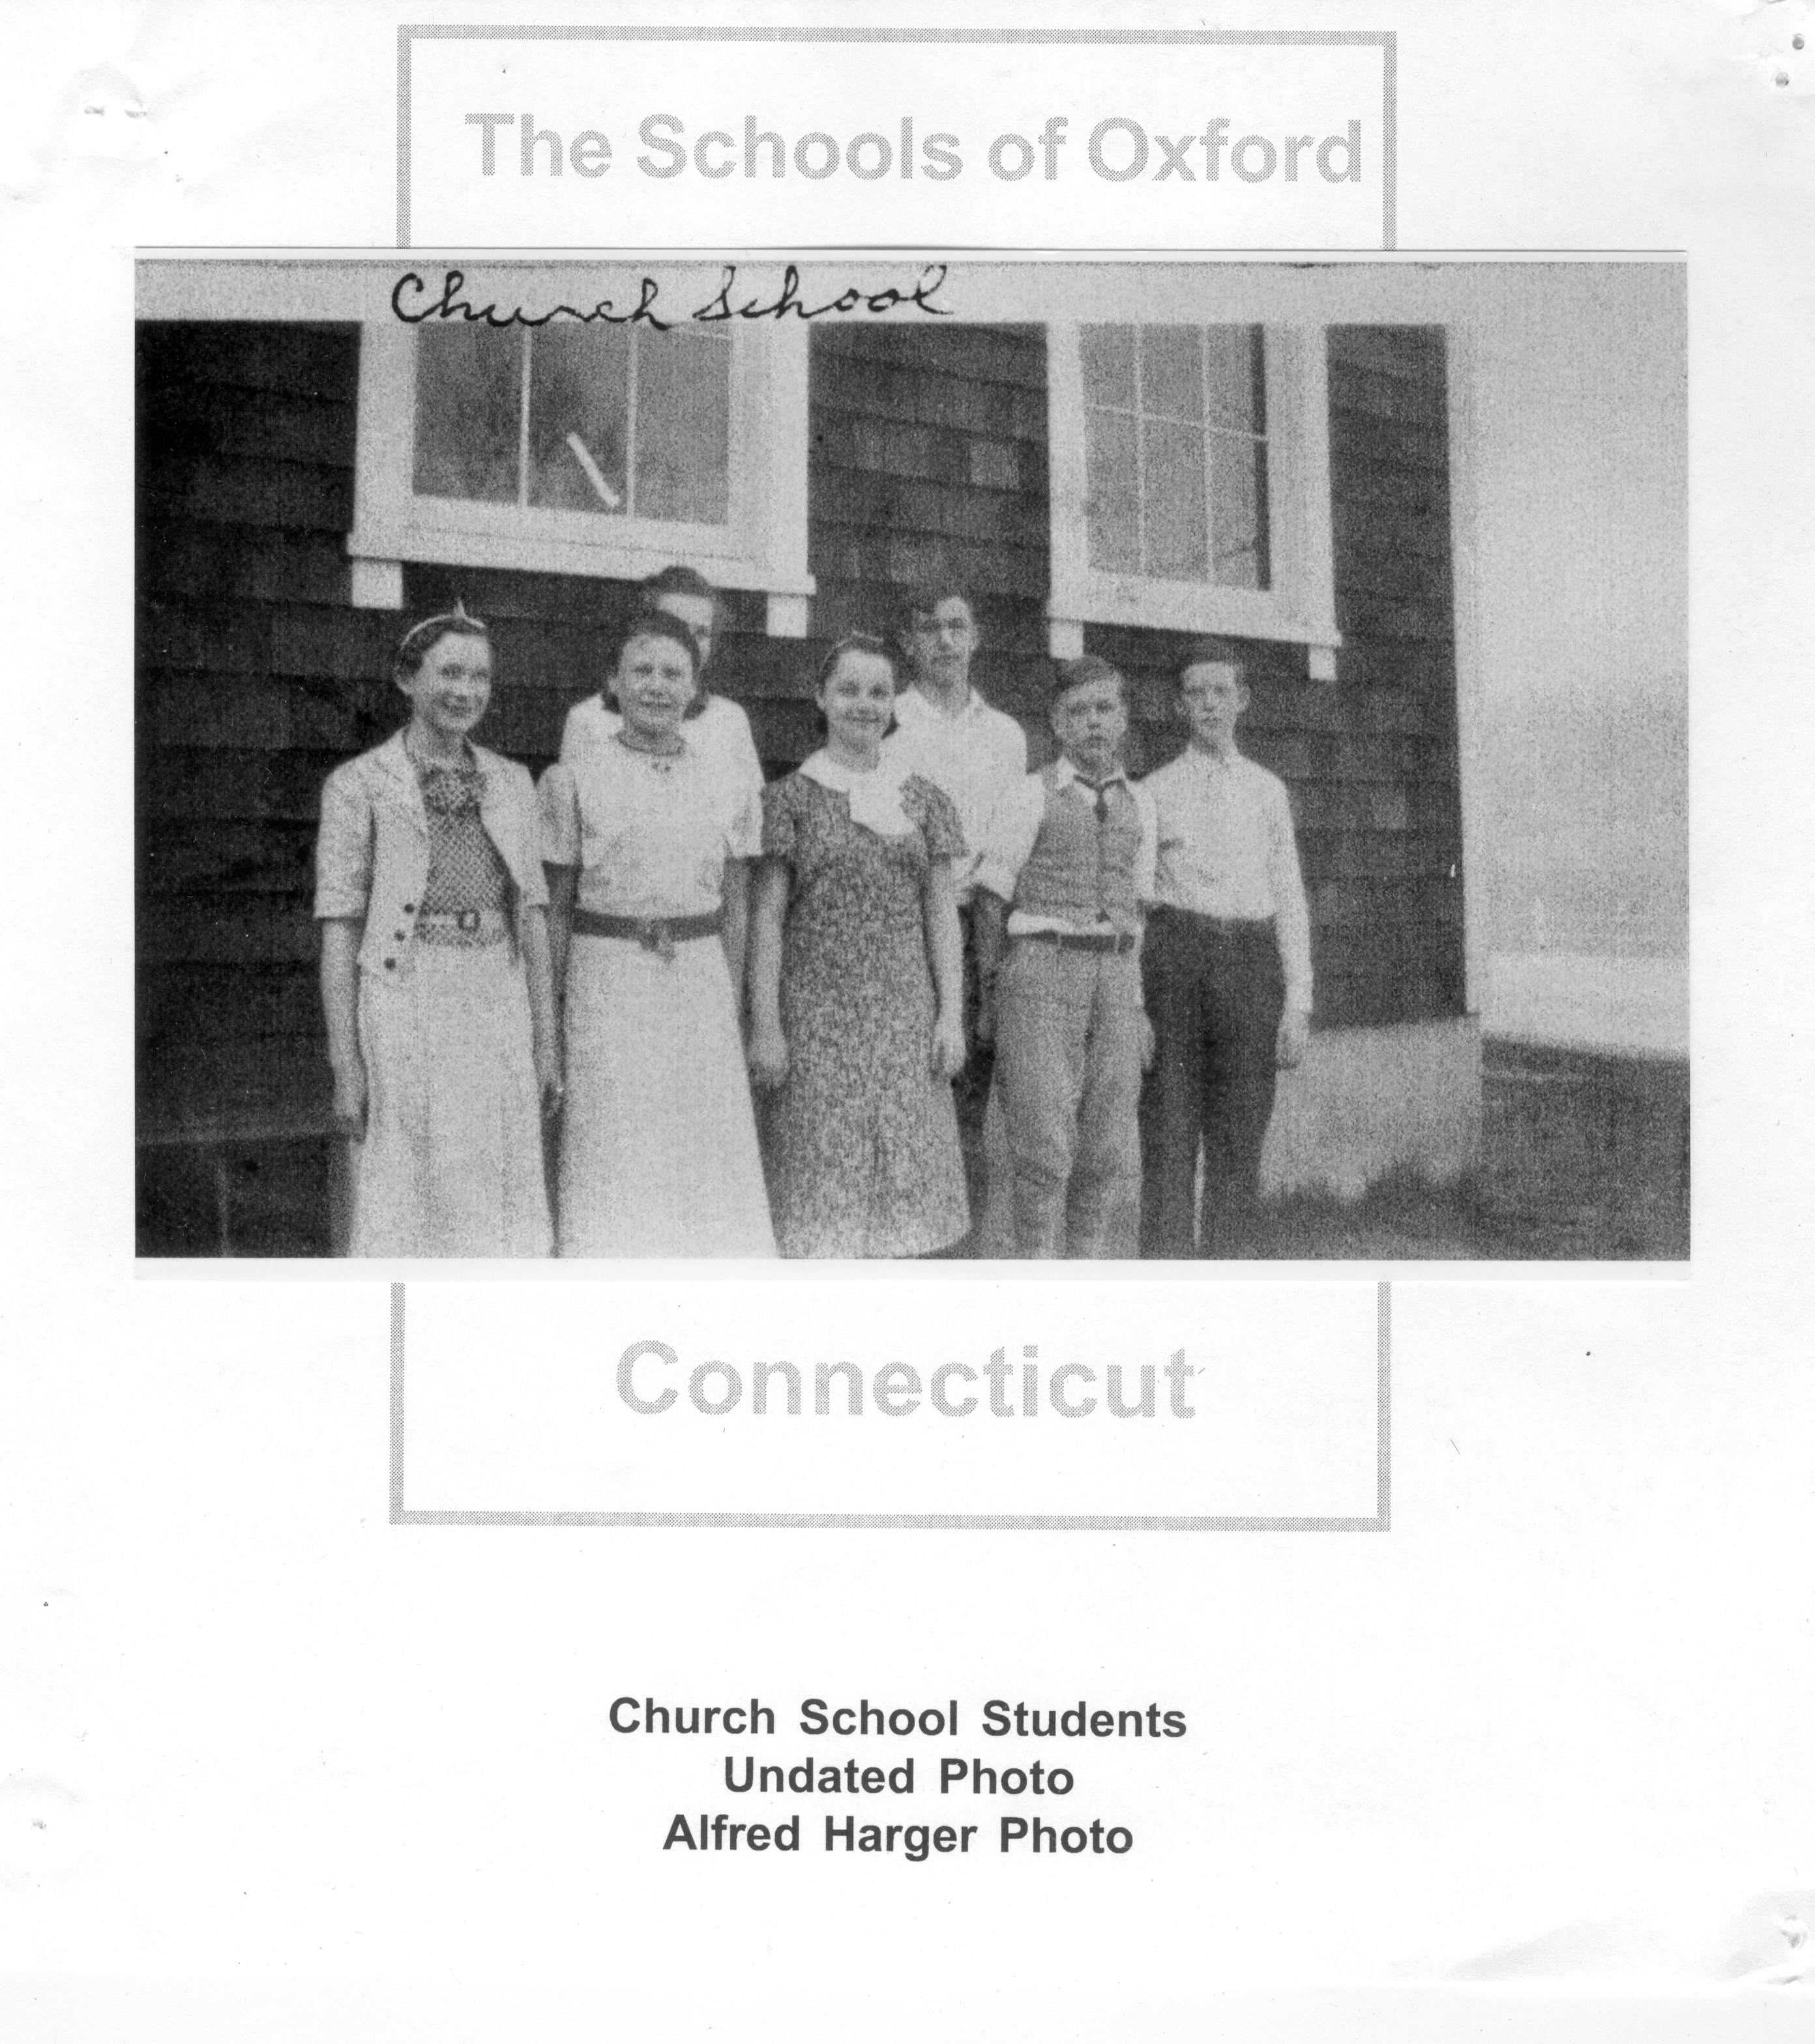 The Schools of Oxford
Church School
Connecticut
Church School Students
Undated Photo
Alfred Harger Photo